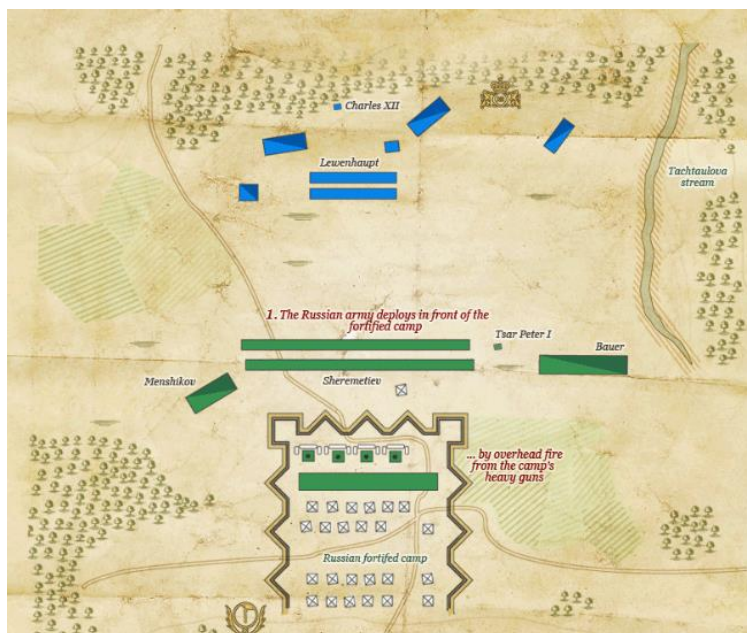 Charles XII
Lewenhaupt
Tachtaulova
stream
1. The Russian army deploys in front of the
fortified camp
Tsar Peter I
Bauer
Menshikov
Sheremetiev
... by overhead fire
from the camp's
heavy guns
Russian fortifed camp